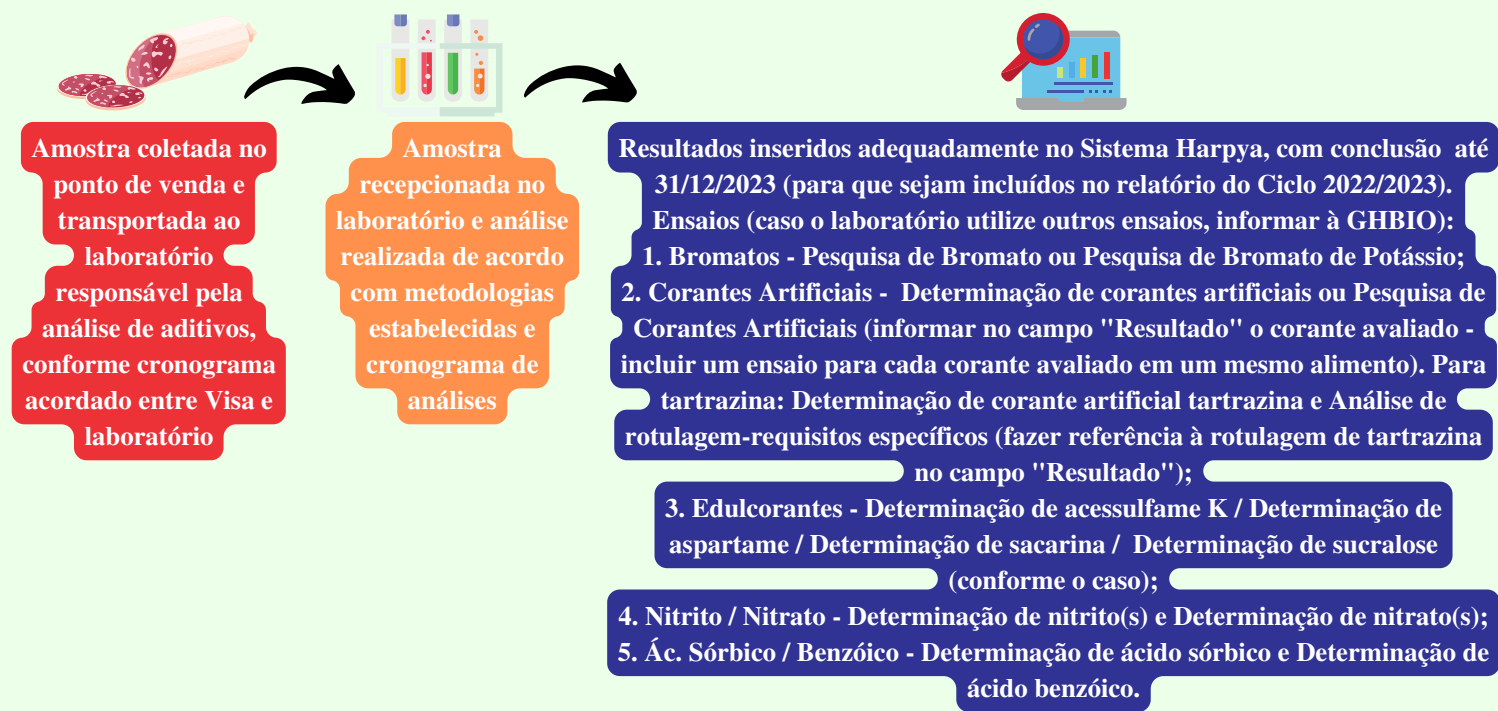 Amostra coletada no
ponto de venda e
transportada ao
laboratório
responsável pela
análise de aditivos,
conforme cronograma
acordado entre Visa e
laboratório
Amostra
recepcionada no
laboratório e análise
realizada de acordo
com metodologias
estabelecidas e
cronograma de
análises
Resultados inseridos adequadamente no Sistema Harpya, com conclusão até
31/12/2023 (para que sejam incluídos no relatório do Ciclo 2022/2023).
Ensaios (caso o laboratório utilize outros ensaios, informar à GHBIO):
1. Bromatos - Pesquisa de Bromato ou Pesquisa de Bromato de Potássio;
2. Corantes Artificiais - Determinação de corantes artificiais ou Pesquisa de
Corantes Artificiais (informar no campo "Resultado" o corante avaliado -
incluir um ensaio para cada corante avaliado em um mesmo alimento). Para
tartrazina: Determinação de corante artificial tartrazina e Análise de
rotulagem-requisitos específicos (fazer referência à rotulagem de tartrazina
no campo "Resultado");
3. Edulcorantes - Determinação de acessulfame K / Determinação de
aspartame / Determinação de sacarina / Determinação de sucralose
(conforme o caso);
4. Nitrito / Nitrato - Determinação de nitrito(s) e Determinação de nitrato(s);
5. Ác. Sórbico / Benzóico - Determinação de ácido sórbico e Determinação de
ácido benzóico.